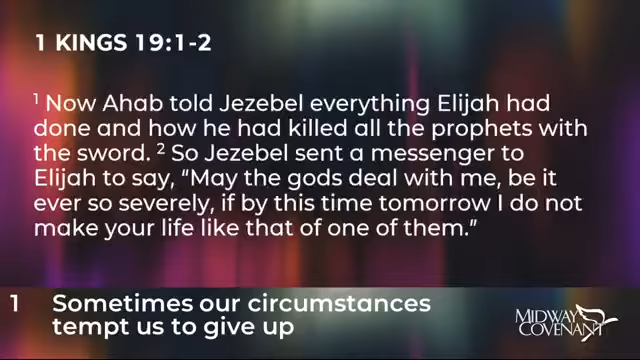 1 KINGS 19:1-2
1 Now Ahab told Jezebel everything Elijah had
done and how he had killed all the prophets with
the sword. 2 So Jezebel sent a messenger to
Elijah to say, “May the gods deal with me, be it
ever so severely, if by this time tomorrow I do not
make your life like that of one of them.”
1 Sometimes our circumstances
tempt us to give up
MIDWAY
COVENANT